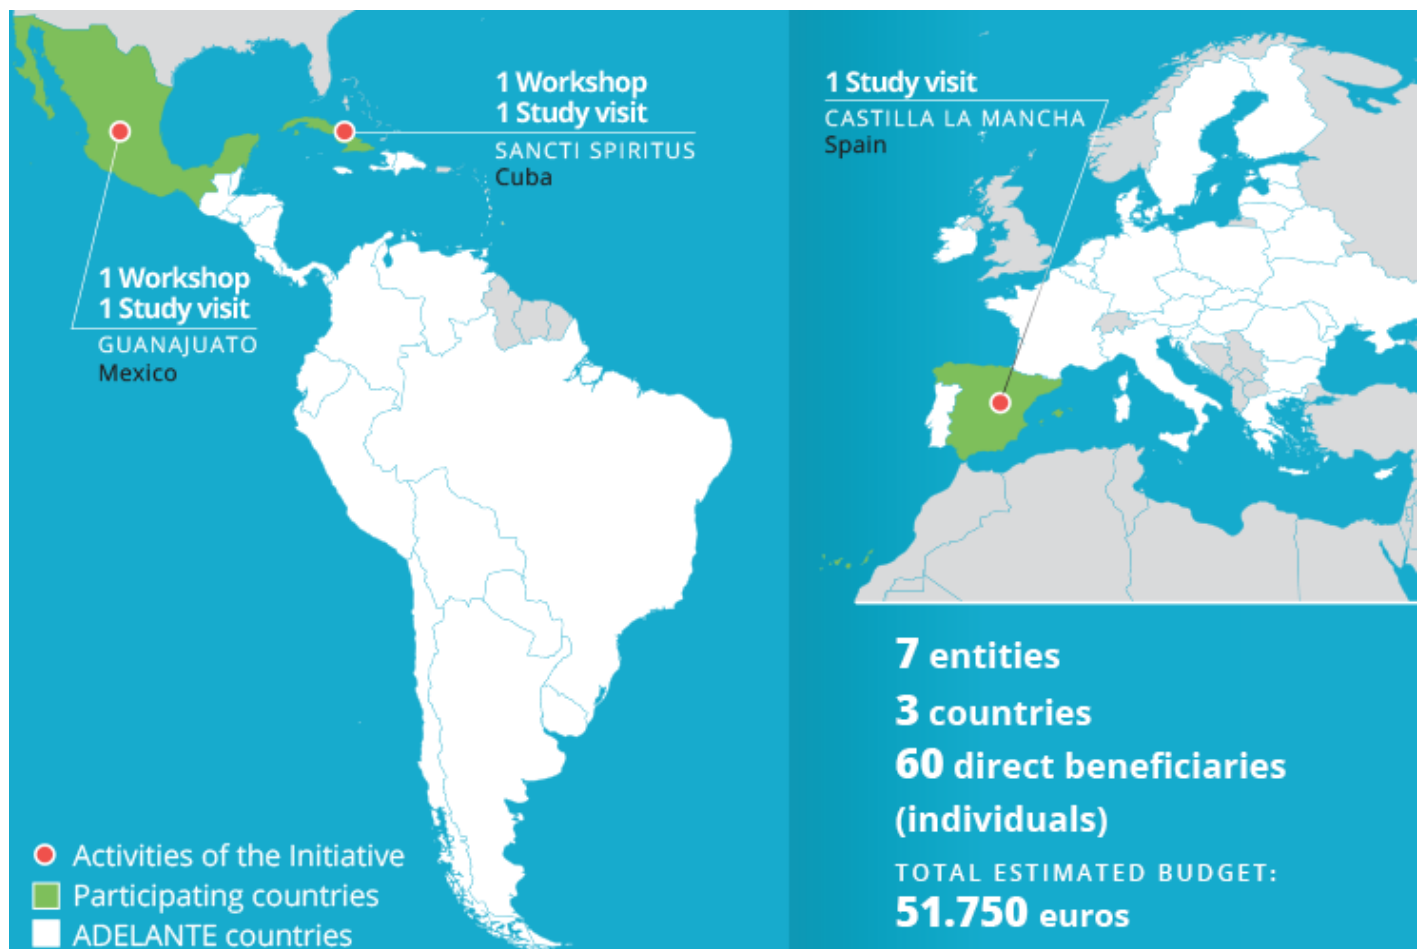 1 Workshop
1 Study visit
SANCTI SPIRITUS
Cuba
1 Workshop
1 Study visit
GUANAJUATO
Mexico
Activities of the Initiative
Participating countries
ADELANTE countries
1 Study visit
CASTILLA LA MANCHA
Spain
7 entities
3 countries
60 direct beneficiaries
(individuals)
TOTAL ESTIMATED BUDGET:
51.750 euros